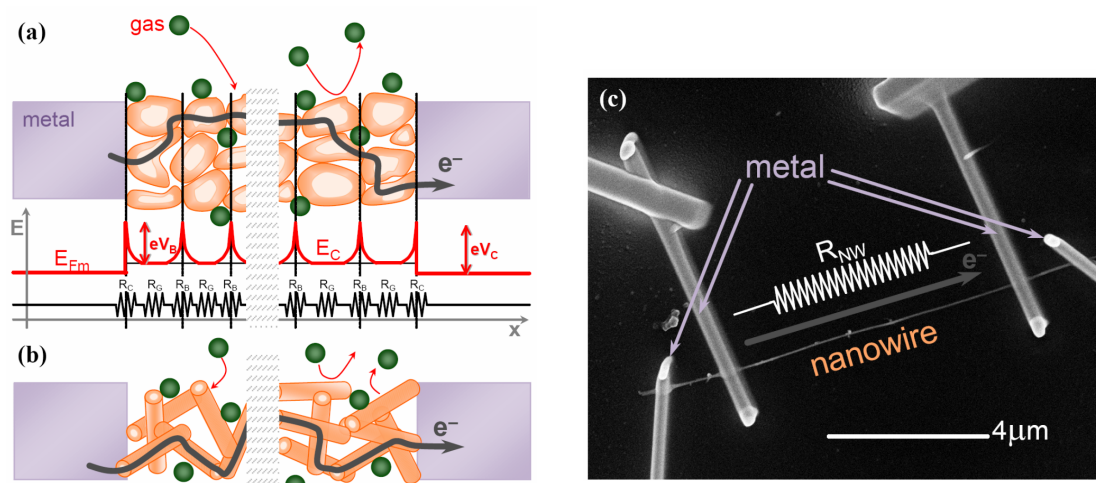 (a)
gas
metal
e⁻
E
E_Fm
eV_B
E_C
eV_C
R_C R_G R_B R_G R_B R_B R_G R_B R_G R_C
x
(b)
e⁻
(c)
metal
R_NW
e⁻
nanowire
4μm